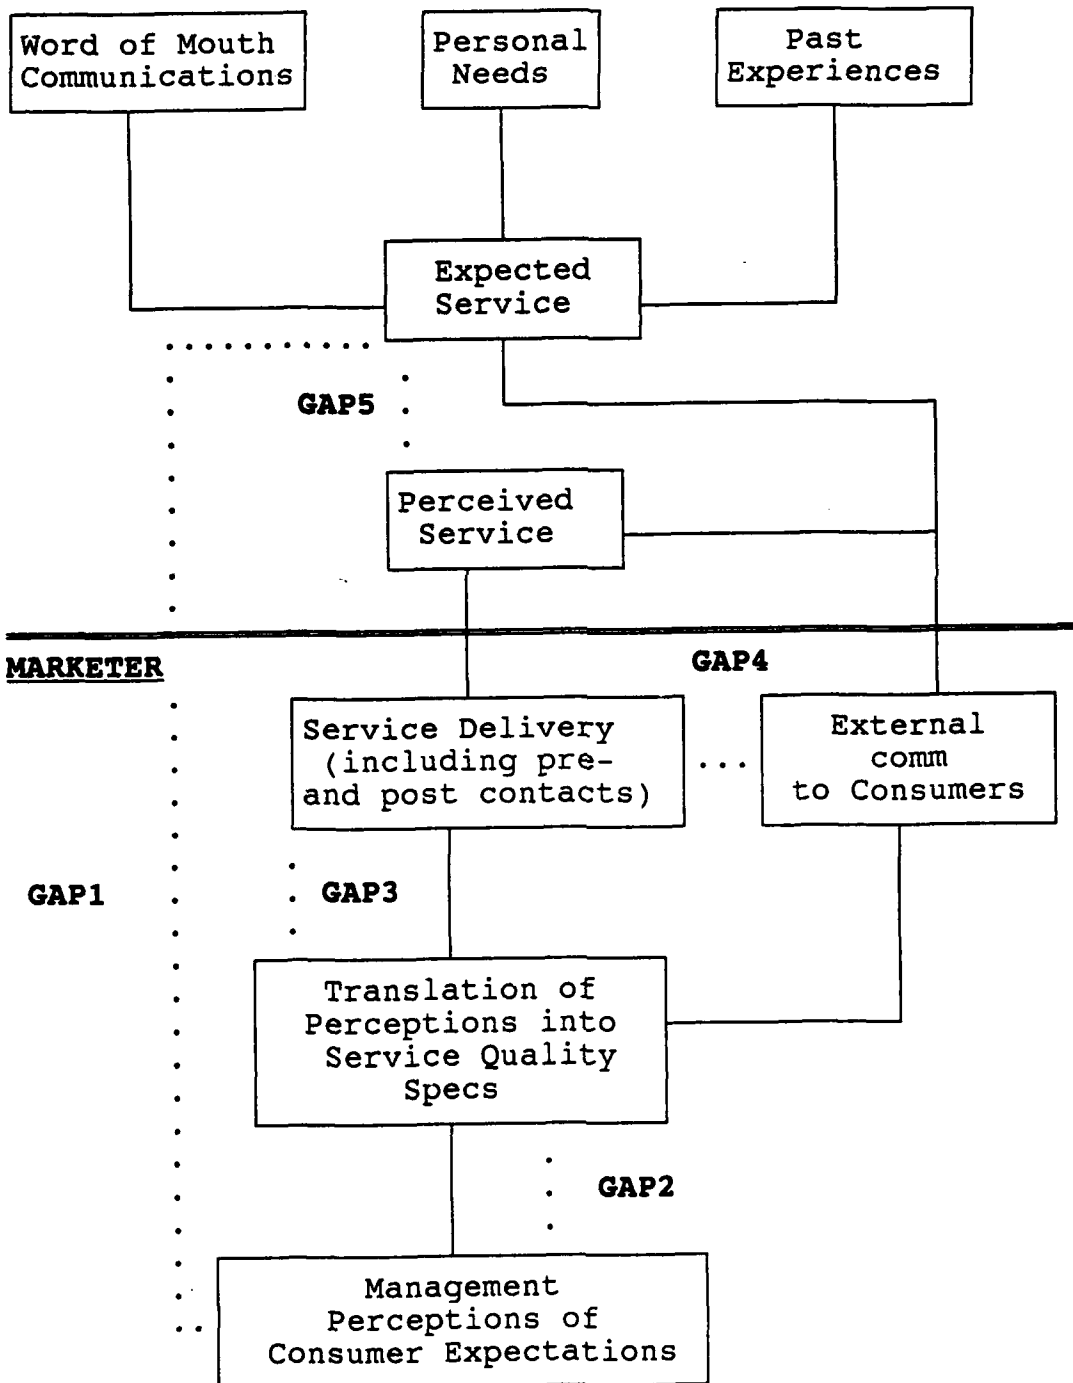 Word of Mouth
Communications
Personal
Needs
Past
Experiences
Expected
Service
GAP5
Perceived
Service
MARKETER
GAP4
Service Delivery
(including pre-
and post contacts)
...
External
comm
to Consumers
GAP1
GAP3
Translation of
Perceptions into
Service Quality
Specs
GAP2
Management
Perceptions of
Consumer Expectations